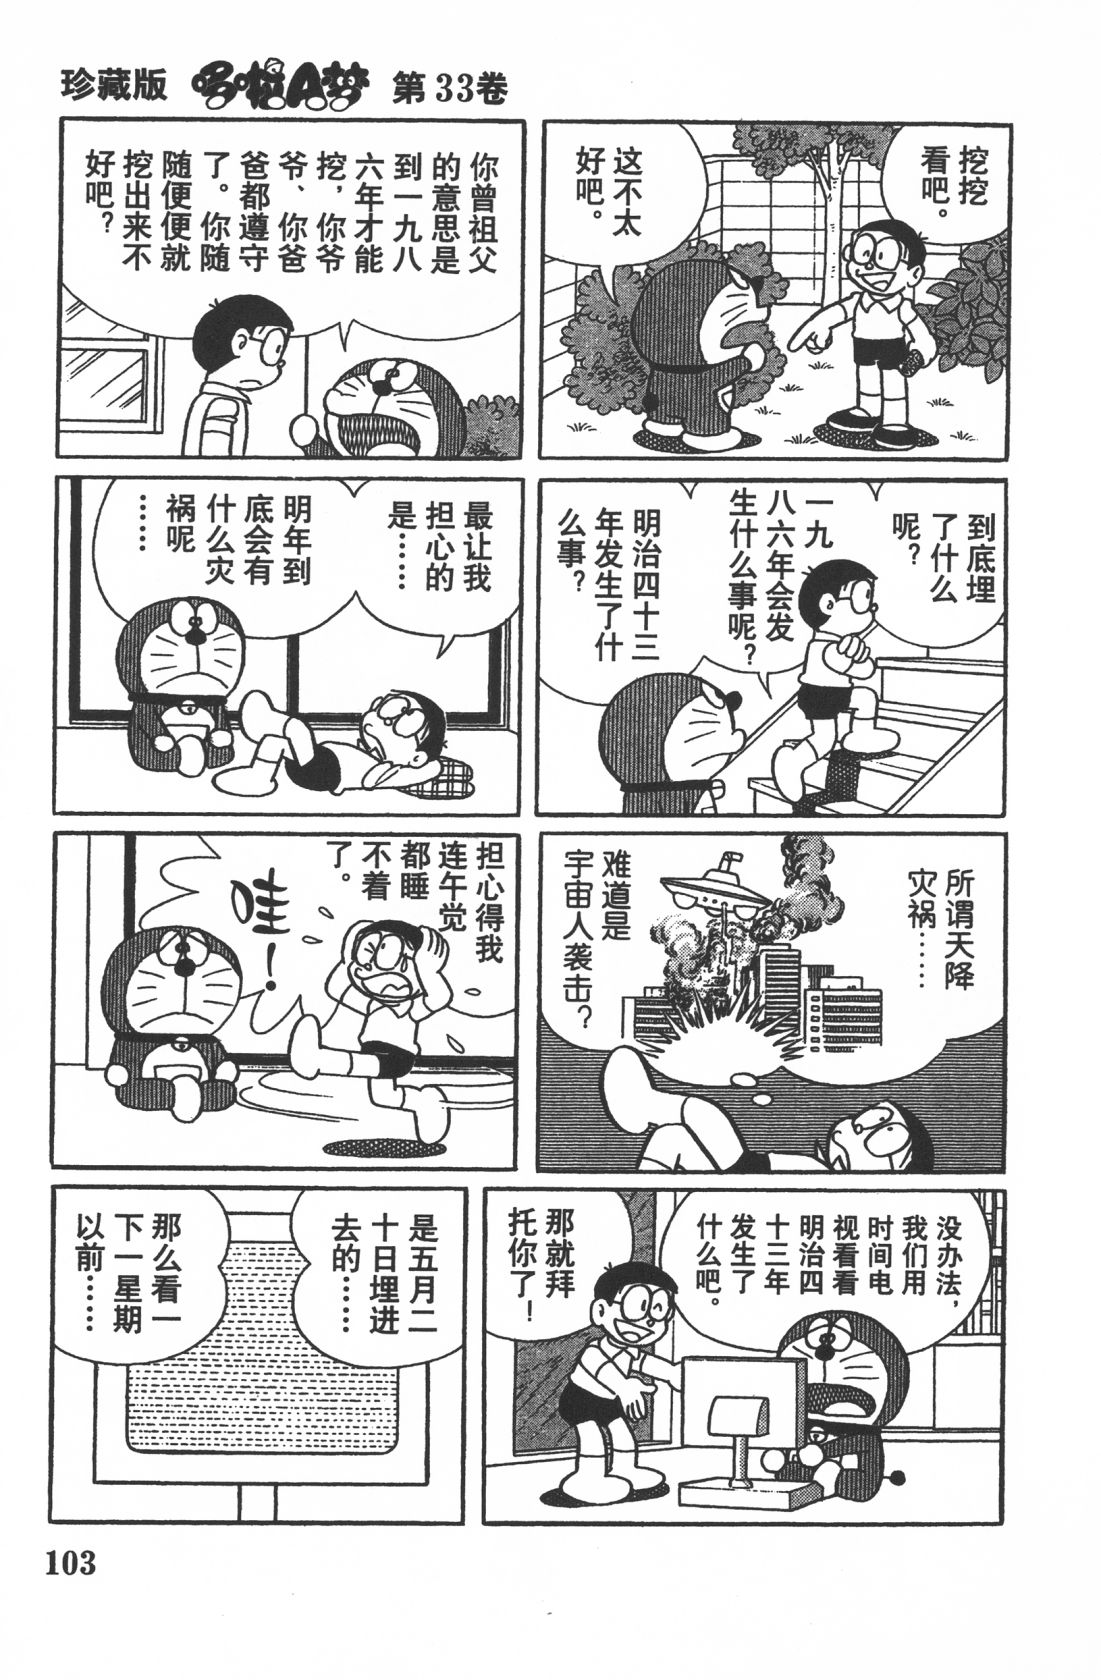 珍藏版 哆啦A梦 第33卷
挖挖
看吧。
这不太
好吧。
你曾祖父
的意思是
到一九八
六年才能
挖，你爷
爷、你爸
爸都遵守
了。你随
随便便就
挖出来不
好吧？
到底埋
了什么
呢？
一九
八六年会发
生什么事呢？
明治四十三
年发生了什
么事？
最让我
担心的
是……
明年到
底会有
什么灾
祸呢
……
所谓天降
灾祸……
难道是
宇宙人袭击？
担心得我
连午觉
都睡
不着
了。
哇！
没办法，
我们用
时间电
视看看
明治四
十三年
发生了
什么吧。
那就拜
托你了！
是五月二
十日埋进
去的……
那么看一
下一星期
以前……
103